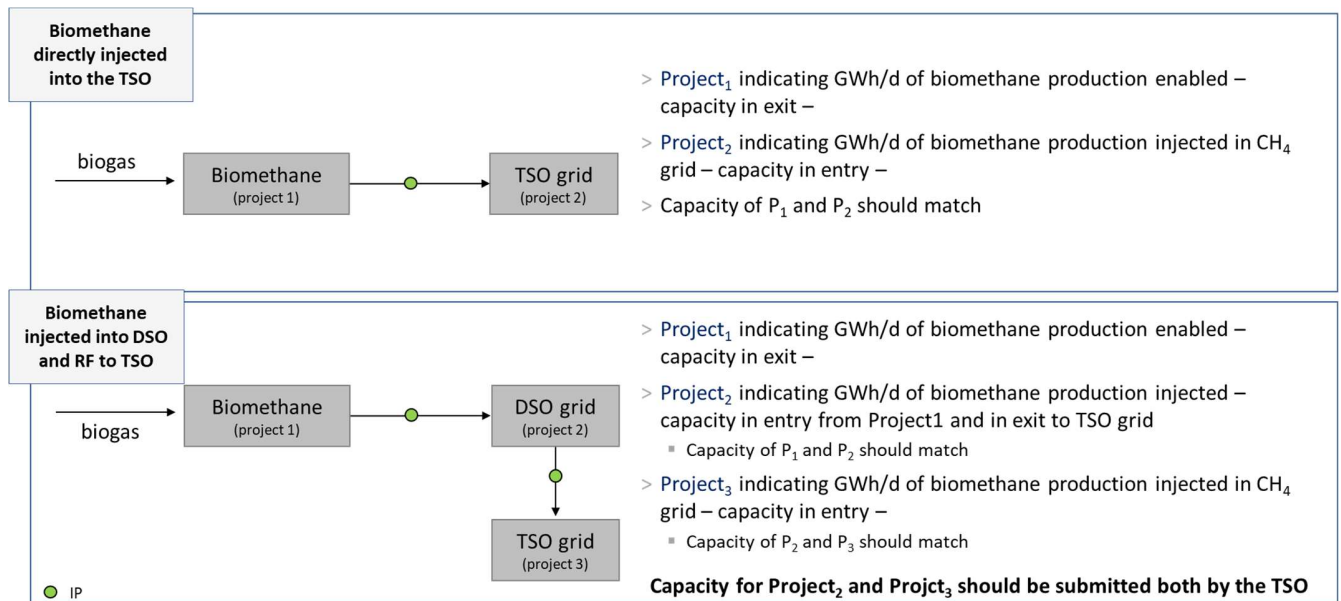 Biomethane
directly injected
into the TSO
biogas
Biomethane
(project 1)
TSO grid
(project 2)
> Project₁ indicating GWh/d of biomethane production enabled –
capacity in exit –
> Project₂ indicating GWh/d of biomethane production injected in CH₄
grid – capacity in entry –
> Capacity of P₁ and P₂ should match
Biomethane
injected into DSO
and RF to TSO
biogas
Biomethane
(project 1)
DSO grid
(project 2)
TSO grid
(project 3)
IP
> Project₁ indicating GWh/d of biomethane production enabled –
capacity in exit –
> Project₂ indicating GWh/d of biomethane production injected –
capacity in entry from Project1 and in exit to TSO grid
▪ Capacity of P₁ and P₂ should match
> Project₃ indicating GWh/d of biomethane production injected in CH₄
grid – capacity in entry –
▪ Capacity of P₂ and P₃ should match
Capacity for Project₂ and Projct₃ should be submitted both by the TSO